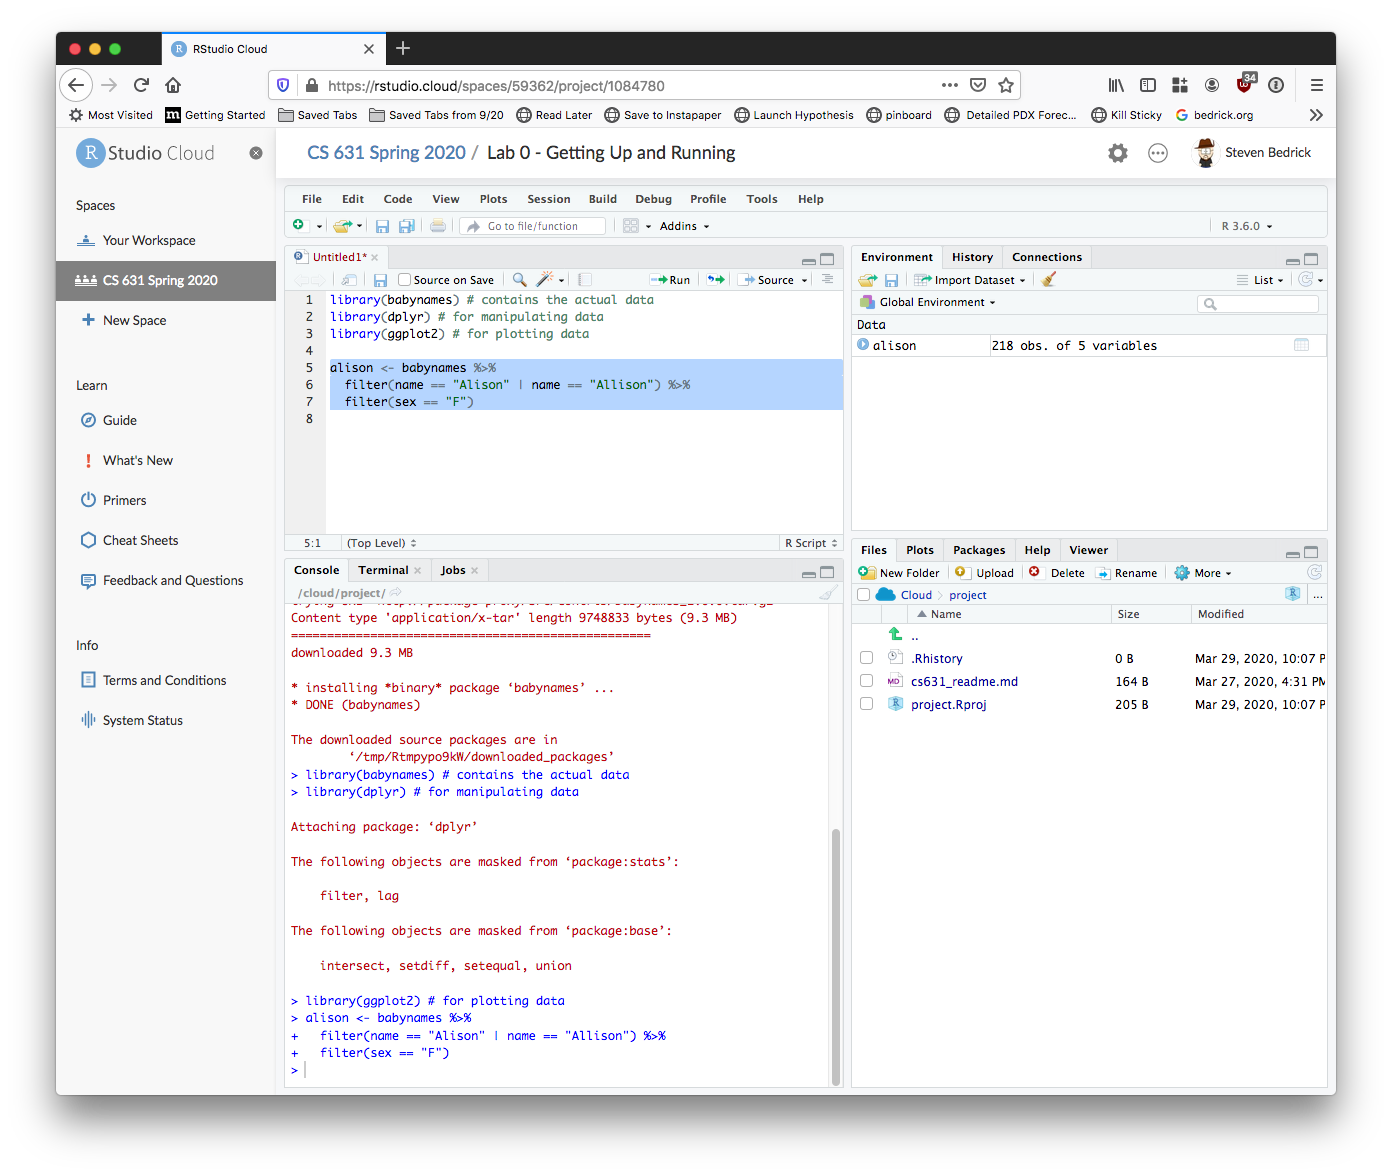 RStudio Cloud
https://rstudio.cloud/spaces/59362/project/1084780
34
Most Visited
Getting Started
Saved Tabs
Saved Tabs from 9/20
Read Later
Save to Instapaper
Launch Hypothesis
pinboard
Detailed PDX Forec...
Kill Sticky
bedrick.org
R Studio Cloud
CS 631 Spring 2020 / Lab 0 - Getting Up and Running
Steven Bedrick
Spaces
Your Workspace
CS 631 Spring 2020
New Space
Learn
Guide
What's New
Primers
Cheat Sheets
Feedback and Questions
Info
Terms and Conditions
System Status
File Edit Code View Plots Session Build Debug Profile Tools Help
Go to file/function
Addins
R 3.6.0
Untitled1*
Source on Save
Run
Source
1 library(babynames) # contains the actual data
2 library(dplyr) # for manipulating data
3 library(ggplot2) # for plotting data
4
5 alison <- babynames %>%
6 filter(name == "Alison" | name == "Allison") %>%
7 filter(sex == "F")
8
5:1 (Top Level) R Script
Console Terminal Jobs
/cloud/project/
Content type 'application/x-tar' length 9748833 bytes (9.3 MB)
==================================================
downloaded 9.3 MB
* installing *binary* package ‘babynames’ ...
* DONE (babynames)
The downloaded source packages are in
‘/tmp/Rtmpypo9kW/downloaded_packages’
> library(babynames) # contains the actual data
> library(dplyr) # for manipulating data
Attaching package: ‘dplyr’
The following objects are masked from ‘package:stats’:
filter, lag
The following objects are masked from ‘package:base’:
intersect, setdiff, setequal, union
> library(ggplot2) # for plotting data
> alison <- babynames %>%
+ filter(name == "Alison" | name == "Allison") %>%
+ filter(sex == "F")
>
Environment History Connections
Import Dataset
List
Global Environment
Data
alison 218 obs. of 5 variables
Files Plots Packages Help Viewer
New Folder Upload Delete Rename More
Cloud project
...
Name Size Modified
..
.Rhistory 0 B Mar 29, 2020, 10:07 P
MD cs631_readme.md 164 B Mar 27, 2020, 4:31 PM
project.Rproj 205 B Mar 29, 2020, 10:07 P